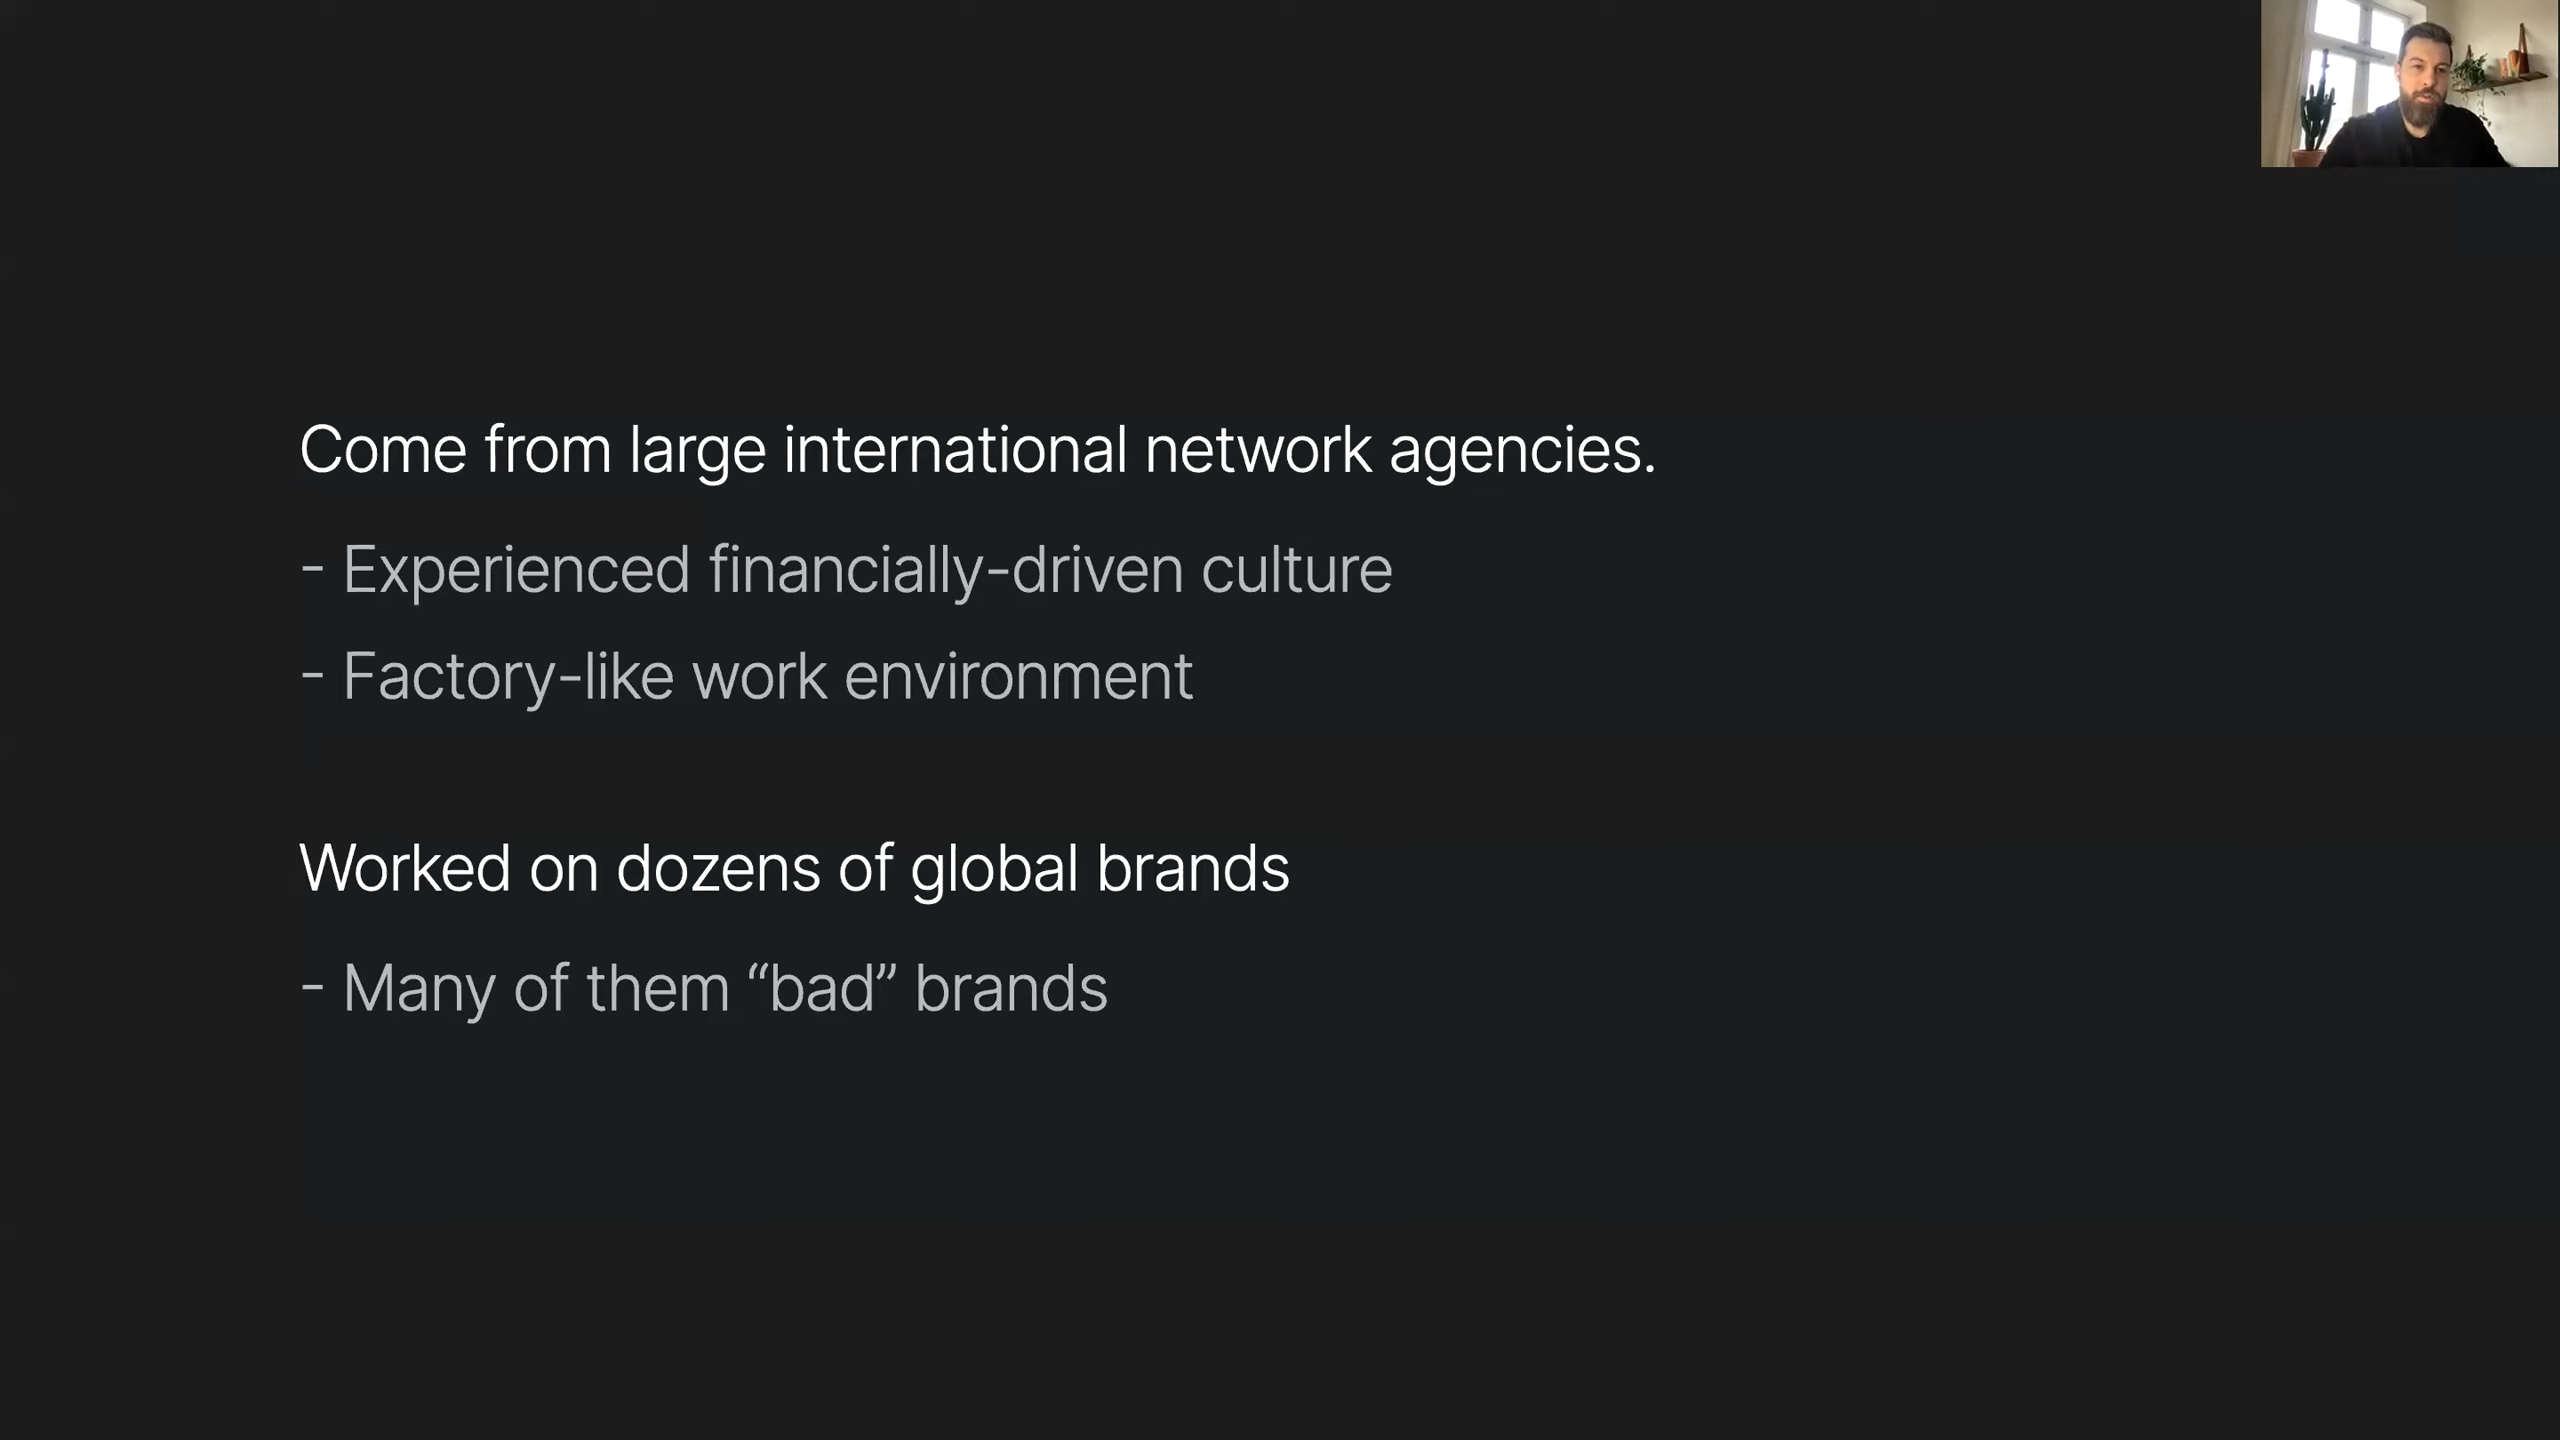 Come from large international network agencies.
- Experienced financially-driven culture
- Factory-like work environment
Worked on dozens of global brands
- Many of them “bad” brands